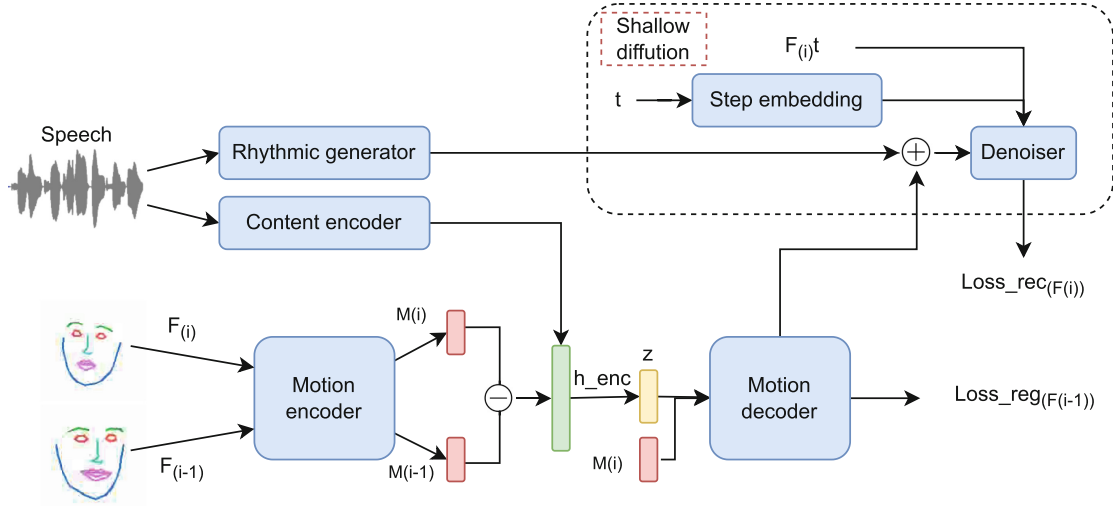 Shallow
diffution
F(i)t
t
Step embedding
Speech
Rhythmic generator
Denoiser
Content encoder
Loss_rec(F(i))
F(i)
M(i)
Motion
encoder
h_enc
z
Motion
decoder
Loss_reg(F(i-1))
F(i-1)
M(i-1)
M(i)